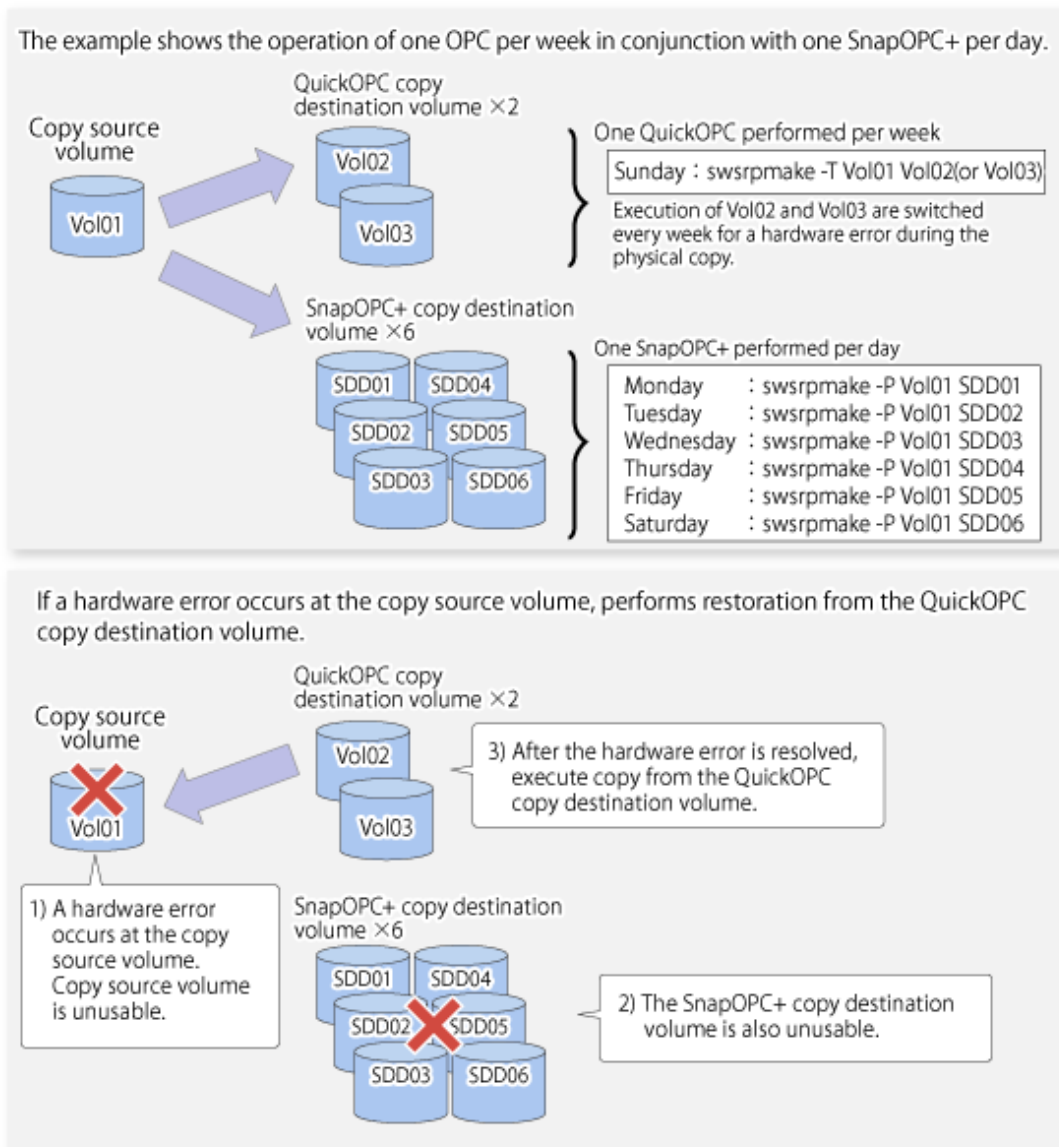 The example shows the operation of one OPC per week in conjunction with one SnapOPC+ per day.
QuickOPC copy
destination volume ×2
Copy source
volume
Vol01
Vol02
Vol03
One QuickOPC performed per week
Sunday : swsrpmake -T Vol01 Vol02(or Vol03)
Execution of Vol02 and Vol03 are switched
every week for a hardware error during the
physical copy.
SnapOPC+ copy destination
volume ×6
SDD01
SDD04
SDD02
SDD05
SDD03
SDD06
One SnapOPC+ performed per day
Monday : swsrpmake -P Vol01 SDD01
Tuesday : swsrpmake -P Vol01 SDD02
Wednesday : swsrpmake -P Vol01 SDD03
Thursday : swsrpmake -P Vol01 SDD04
Friday : swsrpmake -P Vol01 SDD05
Saturday : swsrpmake -P Vol01 SDD06
If a hardware error occurs at the copy source volume, performs restoration from the QuickOPC
copy destination volume.
QuickOPC copy
destination volume ×2
Copy source
volume
Vol01
Vol02
Vol03
3) After the hardware error is resolved,
execute copy from the QuickOPC
copy destination volume.
1) A hardware error
occurs at the copy
source volume.
Copy source volume
is unusable.
SnapOPC+ copy destination
volume ×6
SDD01
SDD04
SDD02
SDD05
SDD03
SDD06
2) The SnapOPC+ copy destination
volume is also unusable.